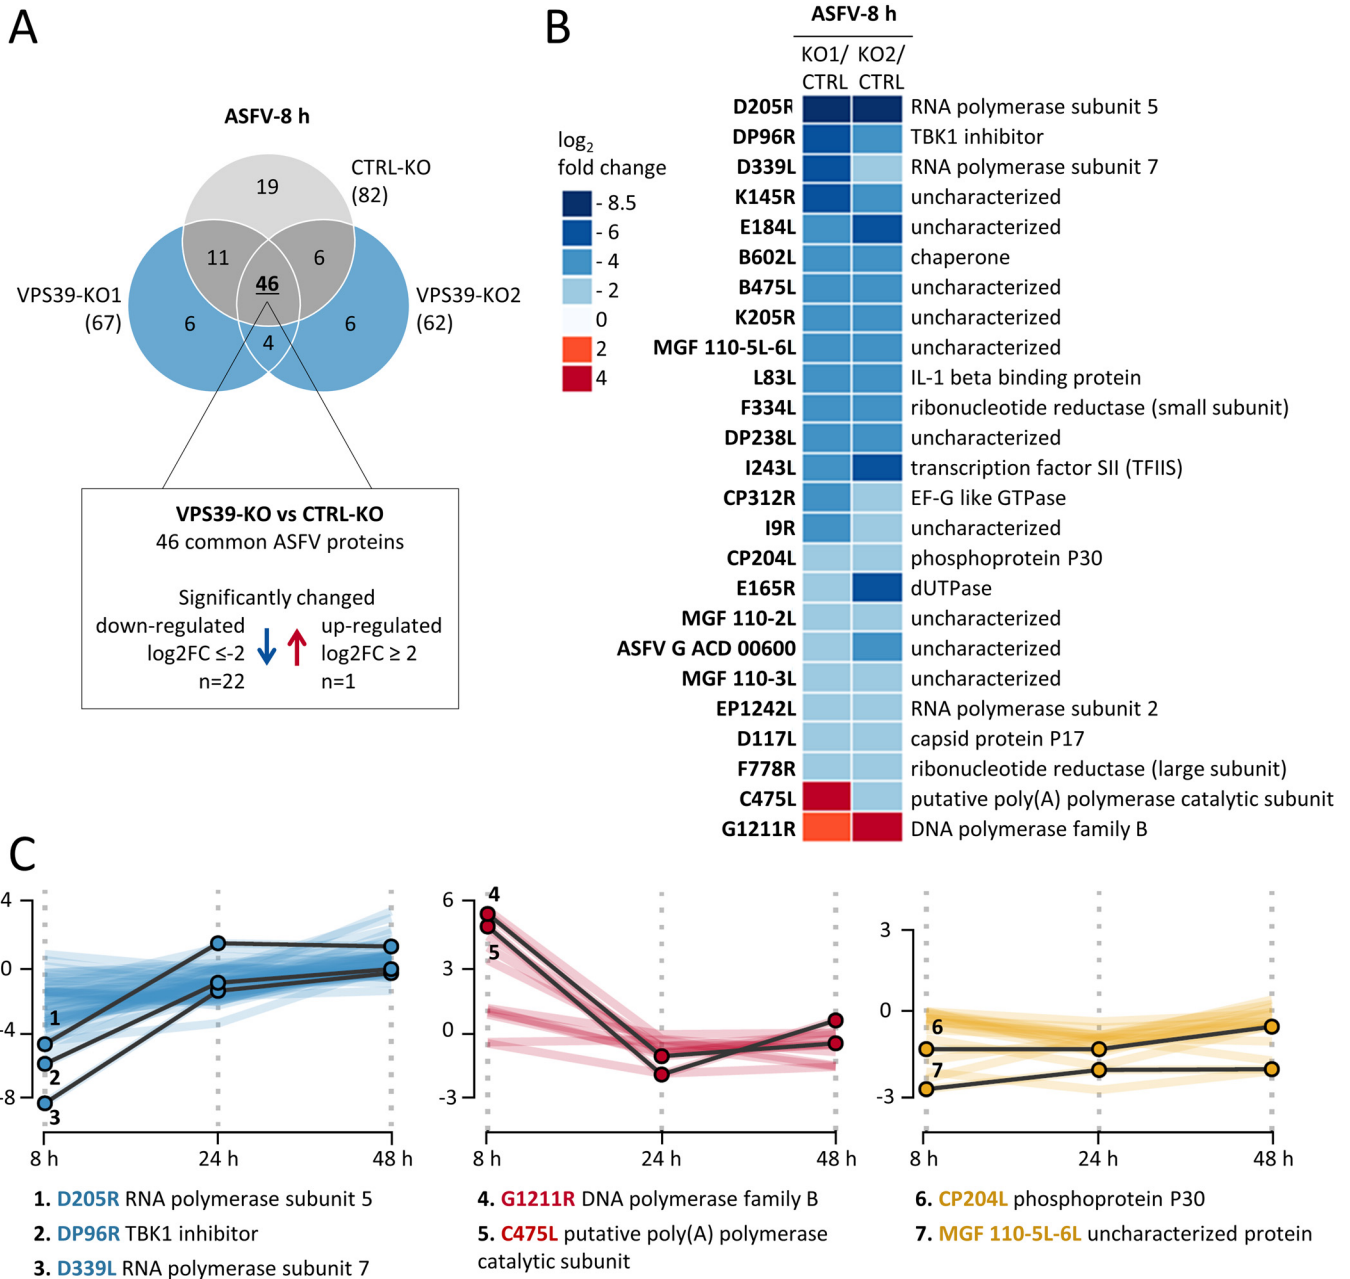 A
ASFV-8 h
CTRL-KO
(82)
19
11
6
46
VPS39-KO1
(67)
VPS39-KO2
(62)
6
6
4
VPS39-KO vs CTRL-KO
46 common ASFV proteins
Significantly changed
down-regulated
log2FC ≤-2
n=22
up-regulated
log2FC ≥ 2
n=1
B
ASFV-8 h
KO1/
CTRL
KO2/
CTRL
log2
fold change
- 8.5
- 6
- 4
- 2
0
2
4
D205R RNA polymerase subunit 5
DP96R TBK1 inhibitor
D339L RNA polymerase subunit 7
K145R uncharacterized
E184L uncharacterized
B602L chaperone
B475L uncharacterized
K205R uncharacterized
MGF 110-5L-6L uncharacterized
L83L IL-1 beta binding protein
F334L ribonucleotide reductase (small subunit)
DP238L uncharacterized
I243L transcription factor SII (TFIIS)
CP312R EF-G like GTPase
I9R uncharacterized
CP204L phosphoprotein P30
E165R dUTPase
MGF 110-2L uncharacterized
ASFV G ACD 00600 uncharacterized
MGF 110-3L uncharacterized
EP1242L RNA polymerase subunit 2
D117L capsid protein P17
F778R ribonucleotide reductase (large subunit)
C475L putative poly(A) polymerase catalytic subunit
G1211R DNA polymerase family B
C
4
0
-4
-8
1
2
3
8 h 24 h 48 h
1. D205R RNA polymerase subunit 5
2. DP96R TBK1 inhibitor
3. D339L RNA polymerase subunit 7
6
3
0
-3
4
5
8 h 24 h 48 h
4. G1211R DNA polymerase family B
5. C475L putative poly(A) polymerase
catalytic subunit
3
0
-3
6
7
8 h 24 h 48 h
6. CP204L phosphoprotein P30
7. MGF 110-5L-6L uncharacterized protein